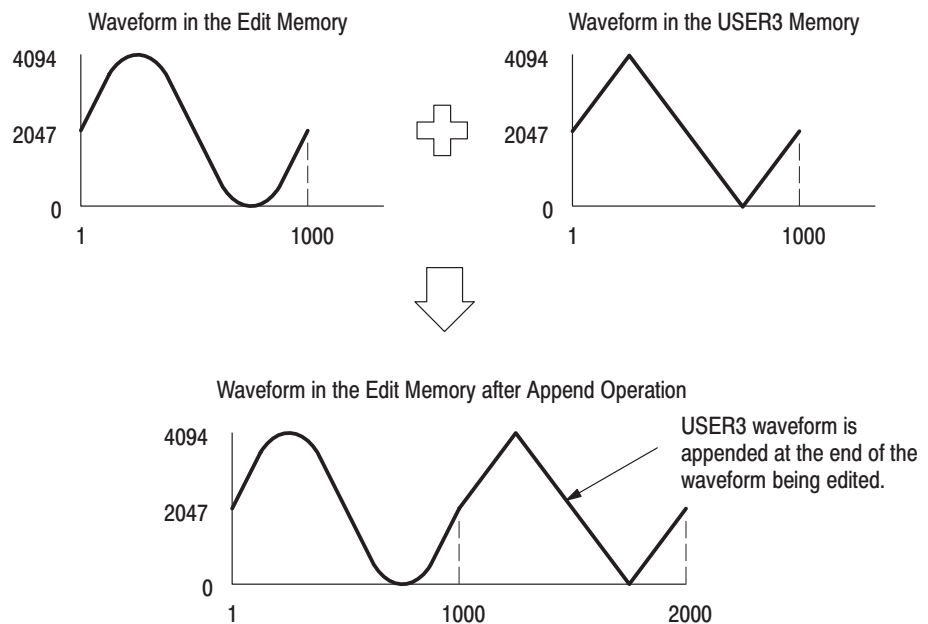 Waveform in the Edit Memory
4094
2047
0
1
1000
Waveform in the USER3 Memory
4094
2047
0
1
1000
Waveform in the Edit Memory after Append Operation
4094
2047
0
1
1000
2000
USER3 waveform is
appended at the end of the
waveform being edited.